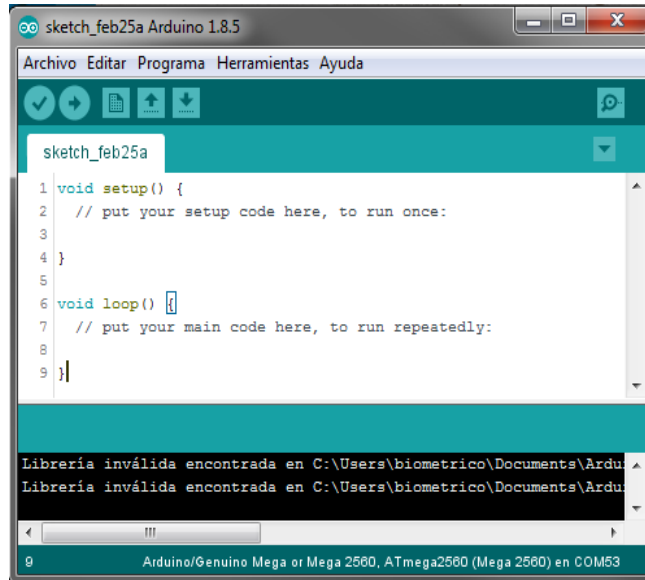 sketch_feb25a Arduino 1.8.5
Archivo Editar Programa Herramientas Ayuda
sketch_feb25a
1 void setup() {
2 // put your setup code here, to run once:
3
4 }
5
6 void loop() {
7 // put your main code here, to run repeatedly:
8
9 }
Librería inválida encontrada en C:\Users\biometrico\Documents\Ardu
Librería inválida encontrada en C:\Users\biometrico\Documents\Ardu
9 Arduino/Genuino Mega or Mega 2560, ATmega2560 (Mega 2560) en COM53